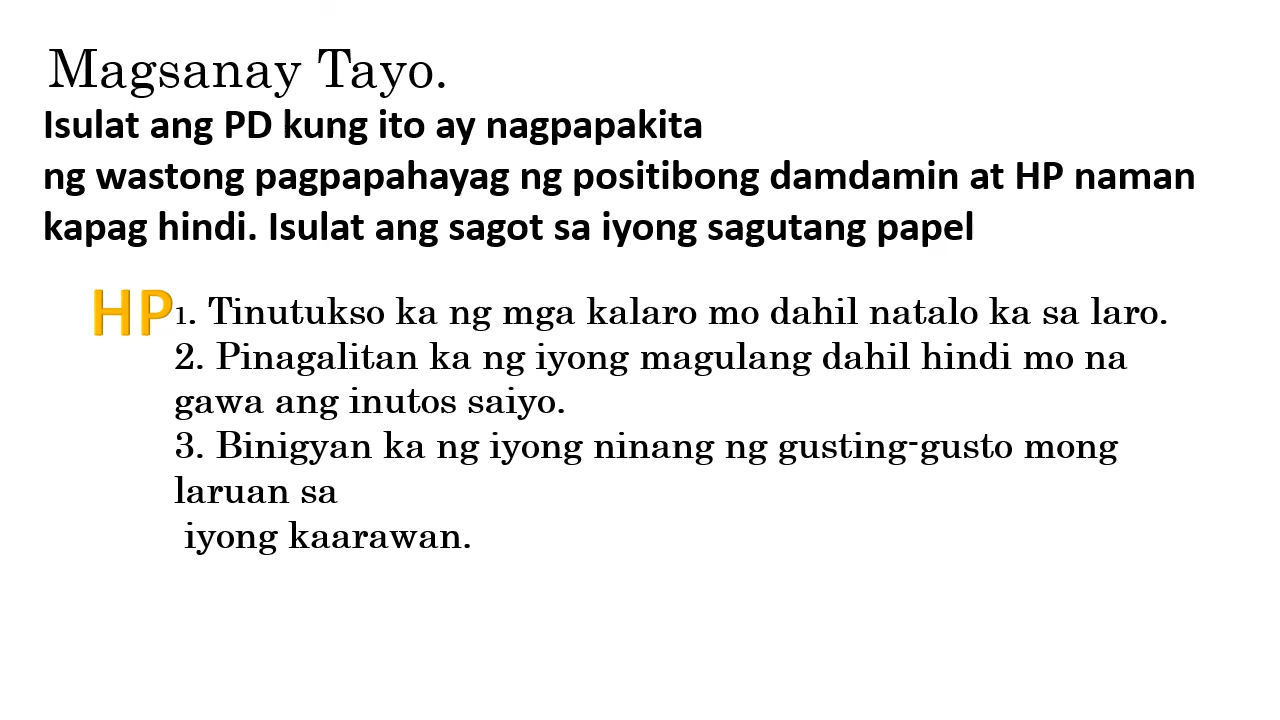 Magsanay Tayo.
Isulat ang PD kung ito ay nagpapakita
ng wastong pagpapahayag ng positibong damdamin at HP naman
kapag hindi. Isulat ang sagot sa iyong sagutang papel
HP 1. Tinutukso ka ng mga kalaro mo dahil natalo ka sa laro.
2. Pinagalitan ka ng iyong magulang dahil hindi mo na
gawa ang inutos saiyo.
3. Binigyan ka ng iyong ninang ng gusting-gusto mong
laruan sa
iyong kaarawan.